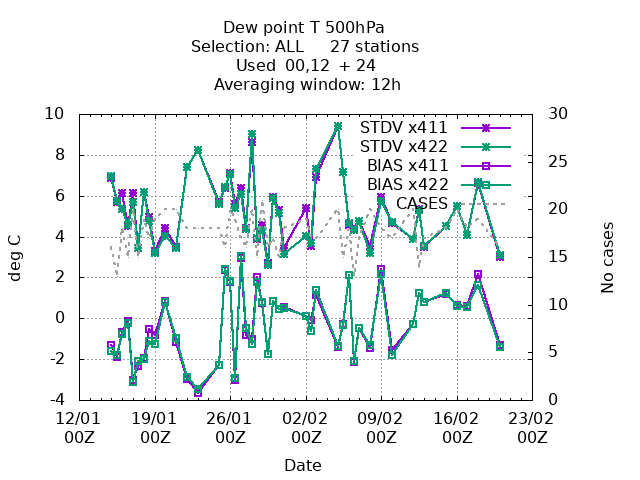 Dew point T 500hPa
Selection: ALL 27 stations
Used 00,12 + 24
Averaging window: 12h
10 30
STDV x411
8 25
STDV x422
BIAS x411
BIAS x422
6 20
CASES
4 15
deg C
No cases
2 10
0
-2 5
-4 0
12/01 19/01 26/01 02/02 09/02 16/02 23/02
00Z 00Z 00Z 00Z 00Z 00Z 00Z
Date